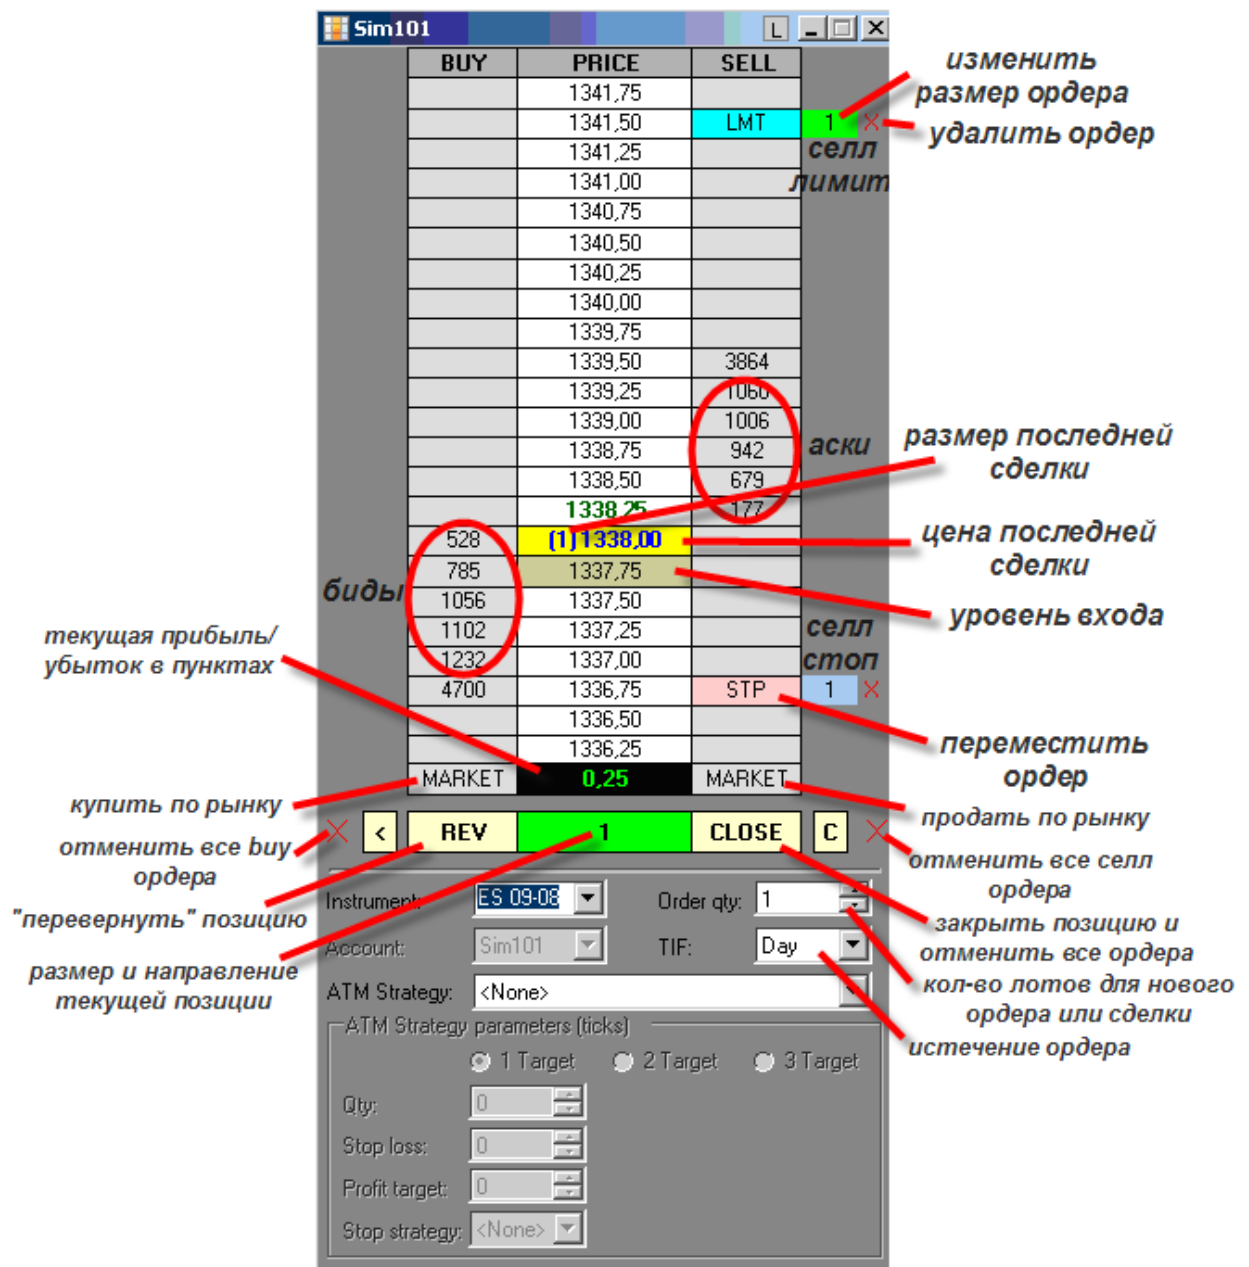 Sim101 L
BUY PRICE SELL
изменить
размер ордера
1341,75
1341,50 LMT 1
удалить ордер
селл
лимит
1341,25
1341,00
1340,75
1340,50
1340,25
1340,00
1339,75
1339,50 3864
1339,25 1060
1339,00 1006
размер последней
сделки
1338,75 942 аски
1338,50 679
1338,25 177
528 (1) 1338,00
цена последней
сделки
785 1337,75
биды
1056 1337,50
уровень входа
1102 1337,25
селл
стоп
текущая прибыль/
убыток в пунктах
1232 1337,00
4700 1336,75 STP 1
1336,50
1336,25
переместить
ордер
MARKET 0,25 MARKET
купить по рынку
продать по рынку
< REV 1 CLOSE C
отменить все buy
ордера
отменить все селл
ордера
"перевернуть" позицию
Instrument: ES 09-08 Order qty: 1
закрыть позицию и
отменить все ордера
Account: Sim101 TIF: Day
размер и направление
текущей позиции
ATM Strategy: <None>
кол-во лотов для нового
ордера или сделки
ATM Strategy parameters (ticks)
истечение ордера
1 Target 2 Target 3 Target
Qty: 0
Stop loss: 0
Profit target: 0
Stop strategy: <None>